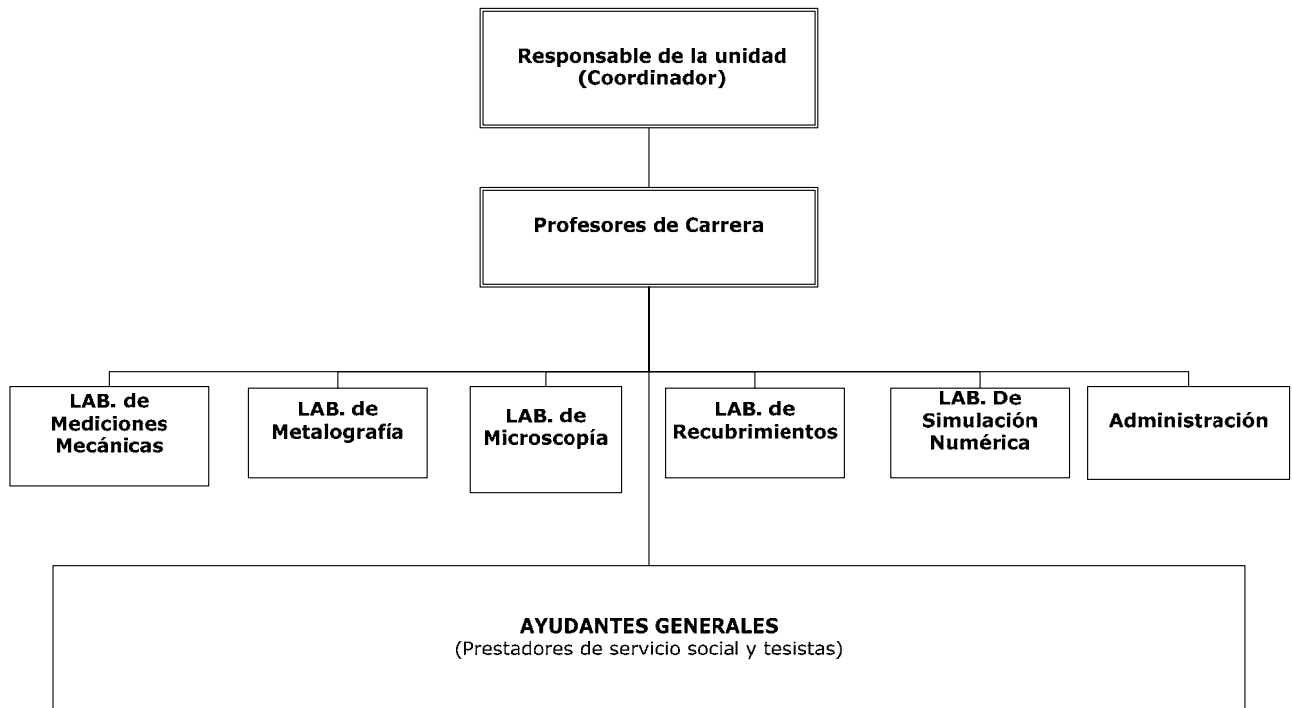 Responsable de la unidad
(Coordinador)
Profesores de Carrera
LAB. de
Mediciones
Mecánicas
LAB. de
Metalografía
LAB. de
Microscopía
LAB. de
Recubrimientos
LAB. De
Simulación
Numérica
Administración
AYUDANTES GENERALES
(Prestadores de servicio social y tesistas)